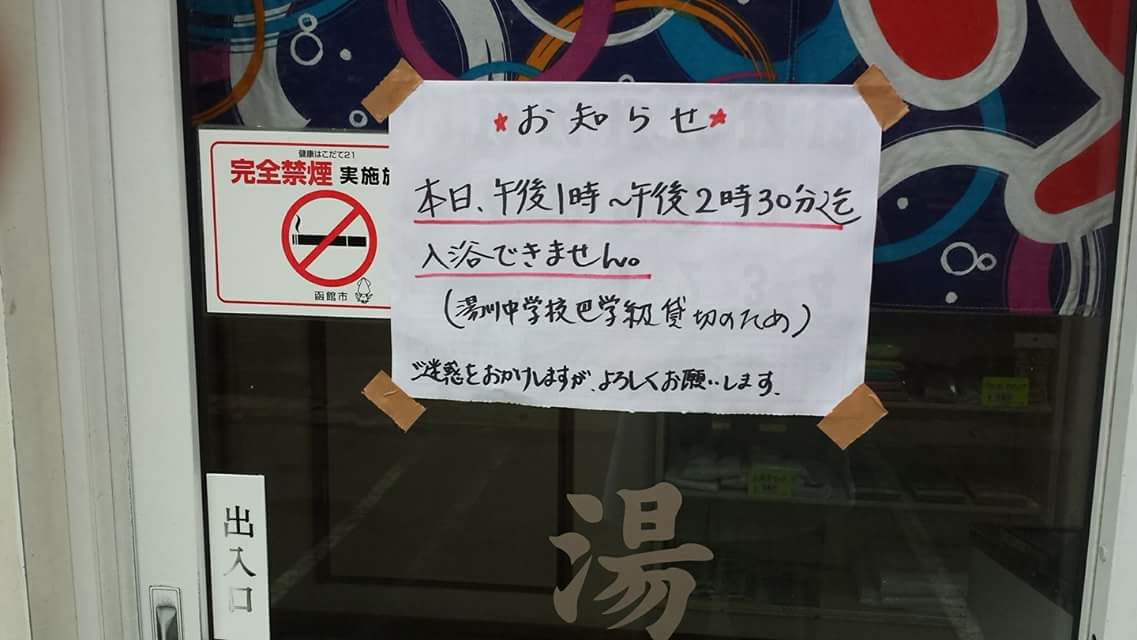 お知らせ
本日、午後1時〜午後2時30分迄
入浴できません。
(湯川中学校巴学級貸切のため)
ご迷惑をおかけしますが、よろしくお願いします。
健康はこだて21
完全禁煙 実施
函館市
出入口
湯